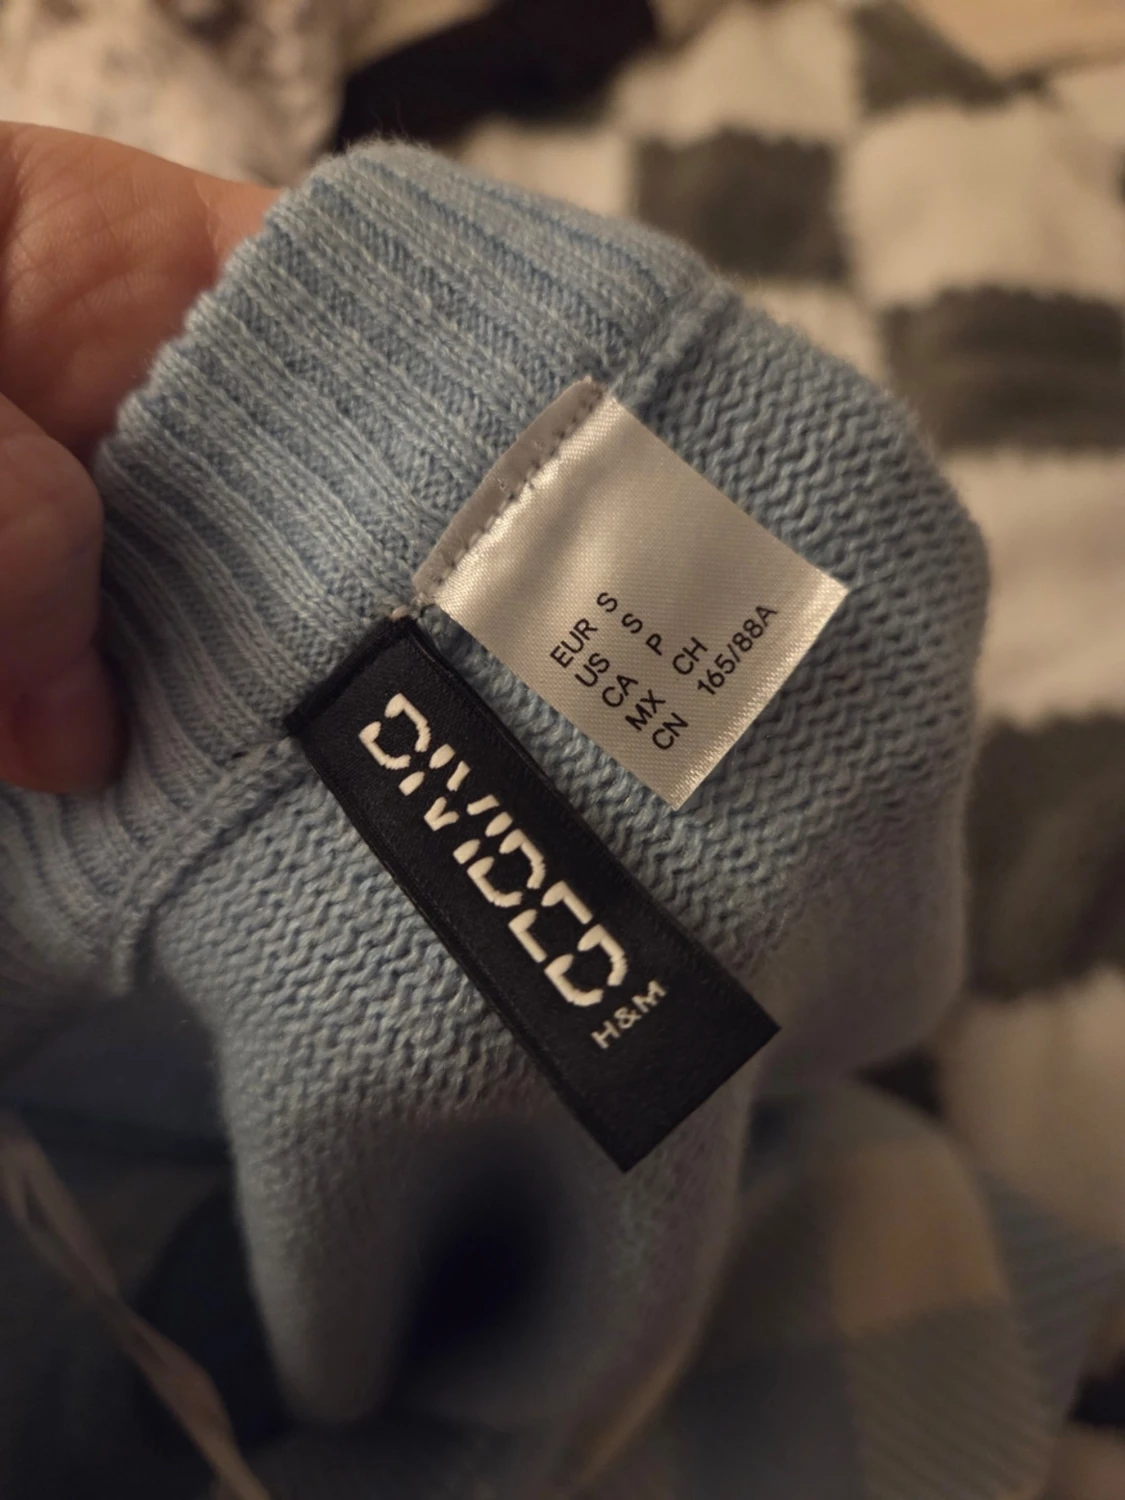 EUR S
US S
CA P
MX CH
CN 165/88A
DIVIDED
H&M